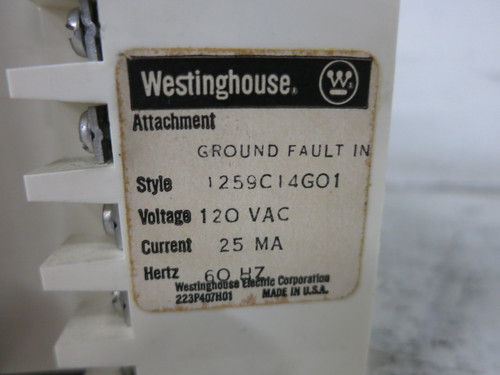 Westinghouse® W
Attachment
GROUND FAULT IN
Style 1259C14G01
Voltage 120 VAC
Current 25 MA
Hertz 60 HZ
Westinghouse Electric Corporation
223P407H01 MADE IN U.S.A.